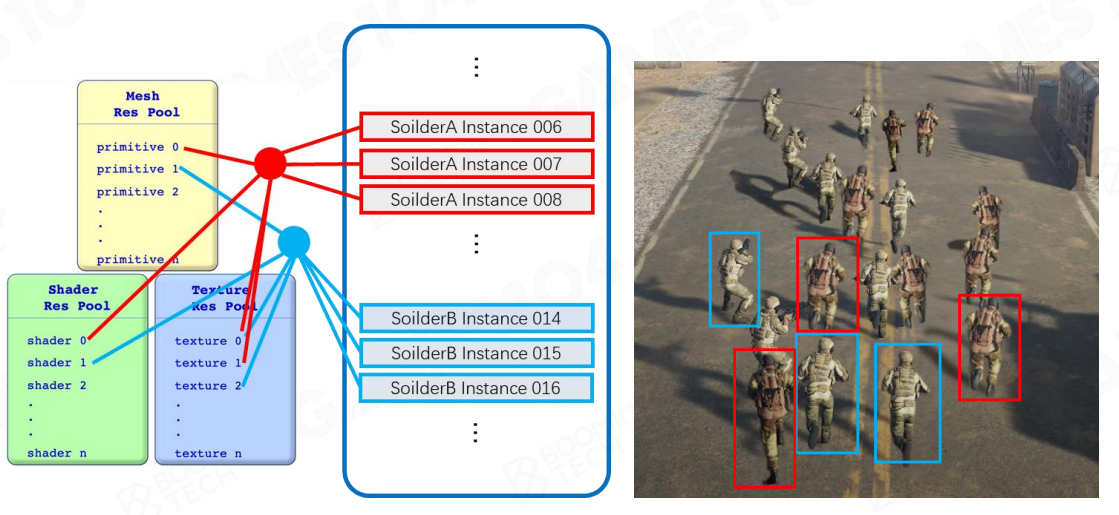 Mesh
Res Pool
primitive 0
primitive 1
primitive 2
.
.
.
primitive n
Shader
Res Pool
shader 0
shader 1
shader 2
.
.
.
shader n
Texture
Res Pool
texture 0
texture 1
texture 2
.
.
.
texture n
...
SoilderA Instance 006
SoilderA Instance 007
SoilderA Instance 008
...
SoilderB Instance 014
SoilderB Instance 015
SoilderB Instance 016
...